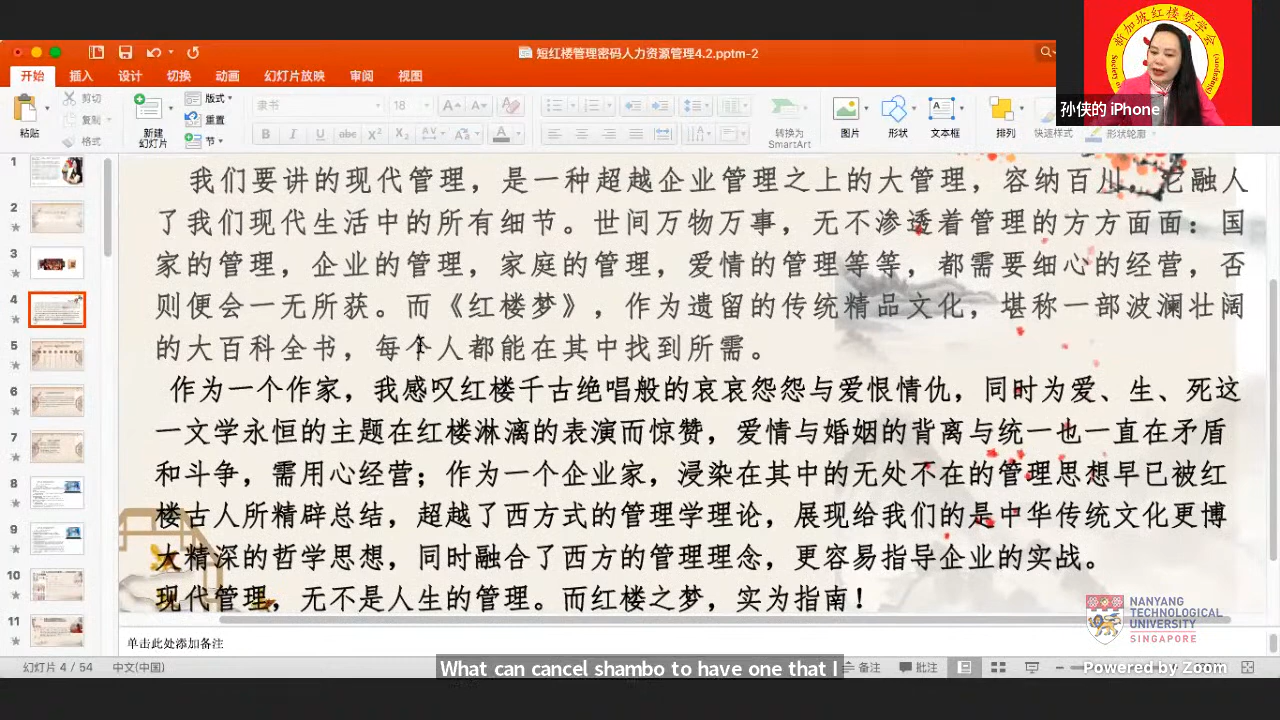 短红楼管理密码人力资源管理4.2.pptm-2
开始 插入 设计 切换 动画 幻灯片放映 审阅 视图
粘贴
剪切
复制
格式
新建
幻灯片
版式
重置
节
隶书 18
转换为
SmartArt
图片
形状
文本框
排列
快速样式
形状轮廓
新加坡红楼梦学会
孙侠的 iPhone
1
2
3
4
5
6
7
8
9
10
11
我们要讲的现代管理，是一种超越企业管理之上的大管理，容纳百川，它融人
了我们现代生活中的所有细节。世间万物万事，无不渗透着管理的方方面面：国
家的管理，企业的管理，家庭的管理，爱情的管理等等，都需要细心的经营，否
则便会一无所获。而《红楼梦》，作为遗留的传统精品文化，堪称一部波澜壮阔
的大百科全书，每个人都能在其中找到所需。
作为一个作家，我感叹红楼千古绝唱般的哀哀怨怨与爱恨情仇，同时为爱、生、死这
一文学永恒的主题在红楼淋漓的表演而惊赞，爱情与婚姻的背离与统一也一直在矛盾
和斗争，需用心经营；作为一个企业家，浸染在其中的无处不在的管理思想早已被红
楼古人所精辟总结，超越了西方式的管理学理论，展现给我们的是中华传统文化更博
大精深的哲学思想，同时融合了西方的管理理念，更容易指导企业的实战。
现代管理，无不是人生的管理。而红楼之梦，实为指南！
NANYANG
TECHNOLOGICAL
UNIVERSITY
SINGAPORE
单击此处添加备注
幻灯片 4 / 54 中文(中国)
备注 批注
What can cancel shambo to have one that I
Powered by Zoom